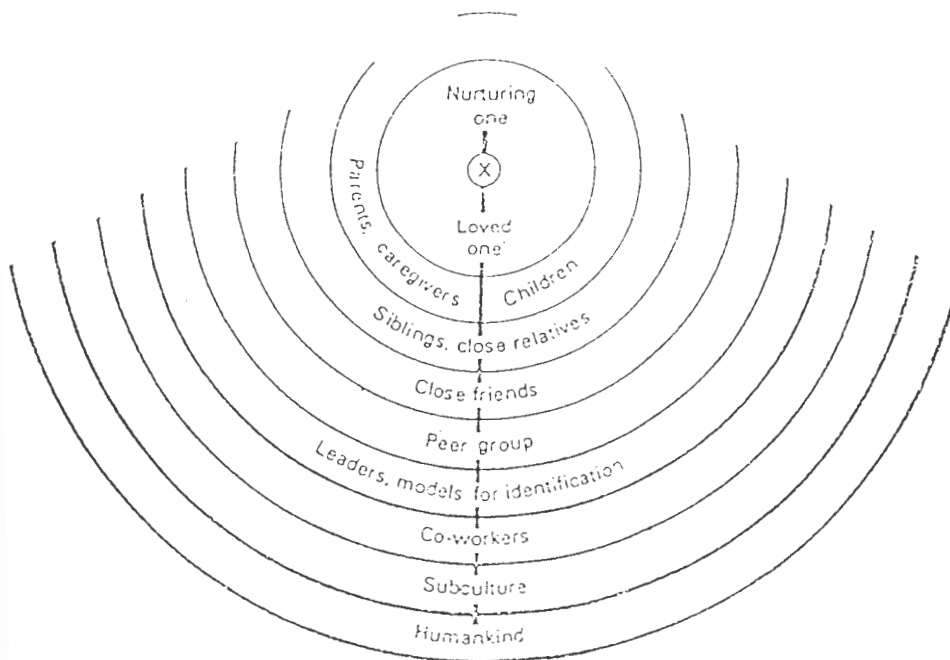 Nurturing
one
X
Loved
one
Parents, caregivers
Children
Siblings, close relatives
Close friends
Peer group
Leaders, models for identification
Co-workers
Subculture
Humankind